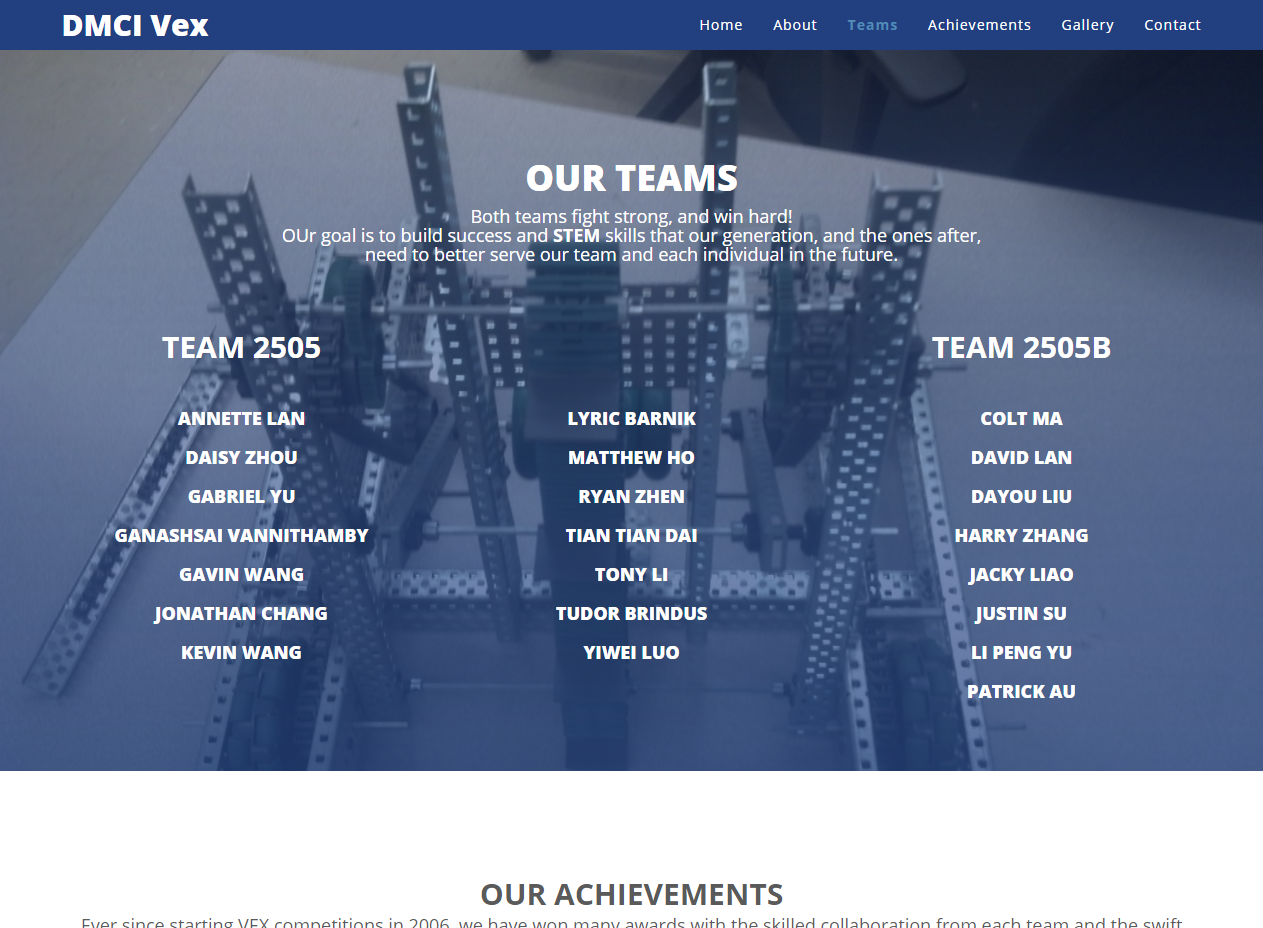 DMCI Vex
Home About Teams Achievements Gallery Contact
OUR TEAMS
Both teams fight strong, and win hard!
OUr goal is to build success and STEM skills that our generation, and the ones after,
need to better serve our team and each individual in the future.
TEAM 2505
ANNETTE LAN
DAISY ZHOU
GABRIEL YU
GANASHSAI VANNITHAMBY
GAVIN WANG
JONATHAN CHANG
KEVIN WANG
LYRIC BARNIK
MATTHEW HO
RYAN ZHEN
TIAN TIAN DAI
TONY LI
TUDOR BRINDUS
YIWEI LUO
TEAM 2505B
COLT MA
DAVID LAN
DAYOU LIU
HARRY ZHANG
JACKY LIAO
JUSTIN SU
LI PENG YU
PATRICK AU
OUR ACHIEVEMENTS
Ever since starting VEX competitions in 2006, we have won many awards with the skilled collaboration from each team and the swift